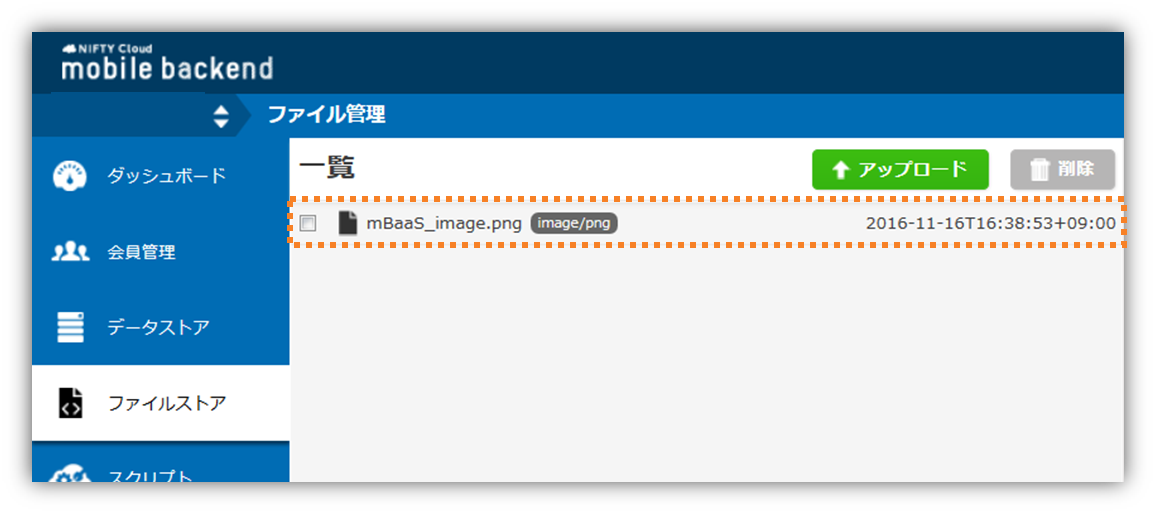 NIFTY Cloud
mobile backend
ファイル管理
ダッシュボード
会員管理
データストア
ファイルストア
スクリプト
一覧
アップロード
削除
mBaaS_image.png image/png 2016-11-16T16:38:53+09:00